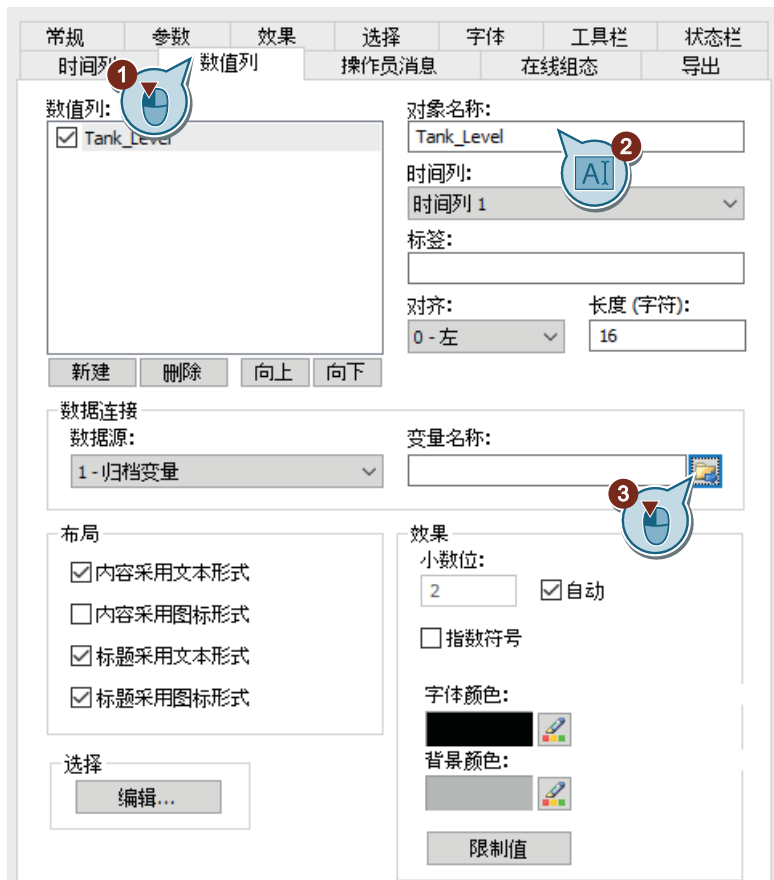 常规 参数 效果 选择 字体 工具栏 状态栏
时间列 数值列 操作员消息 在线组态 导出
1
数值列:
Tank_Level
新建 删除 向上 向下
对象名称:
Tank_Level
2
AI
时间列:
时间列 1
标签:
对齐: 长度 (字符):
0 - 左 16
数据连接
数据源: 变量名称:
1 - 归档变量
3
布局
内容采用文本形式
内容采用图标形式
标题采用文本形式
标题采用图标形式
选择
编辑...
效果
小数位:
2 自动
指数符号
字体颜色:
背景颜色:
限制值